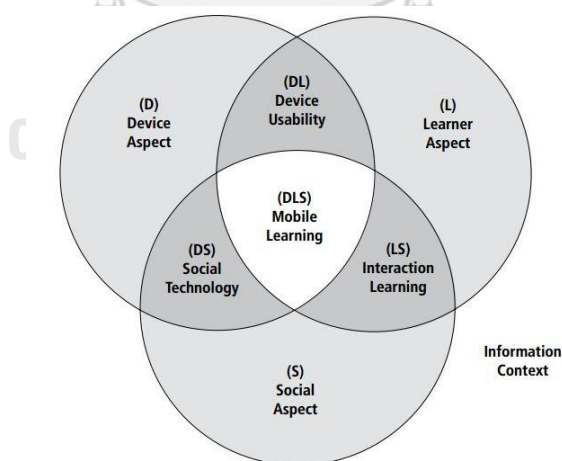 (DL)
Device
Usability
(D)
Device
Aspect
(L)
Learner
Aspect
(DLS)
Mobile
Learning
(DS)
Social
Technology
(LS)
Interaction
Learning
Information
Context
(S)
Social
Aspect